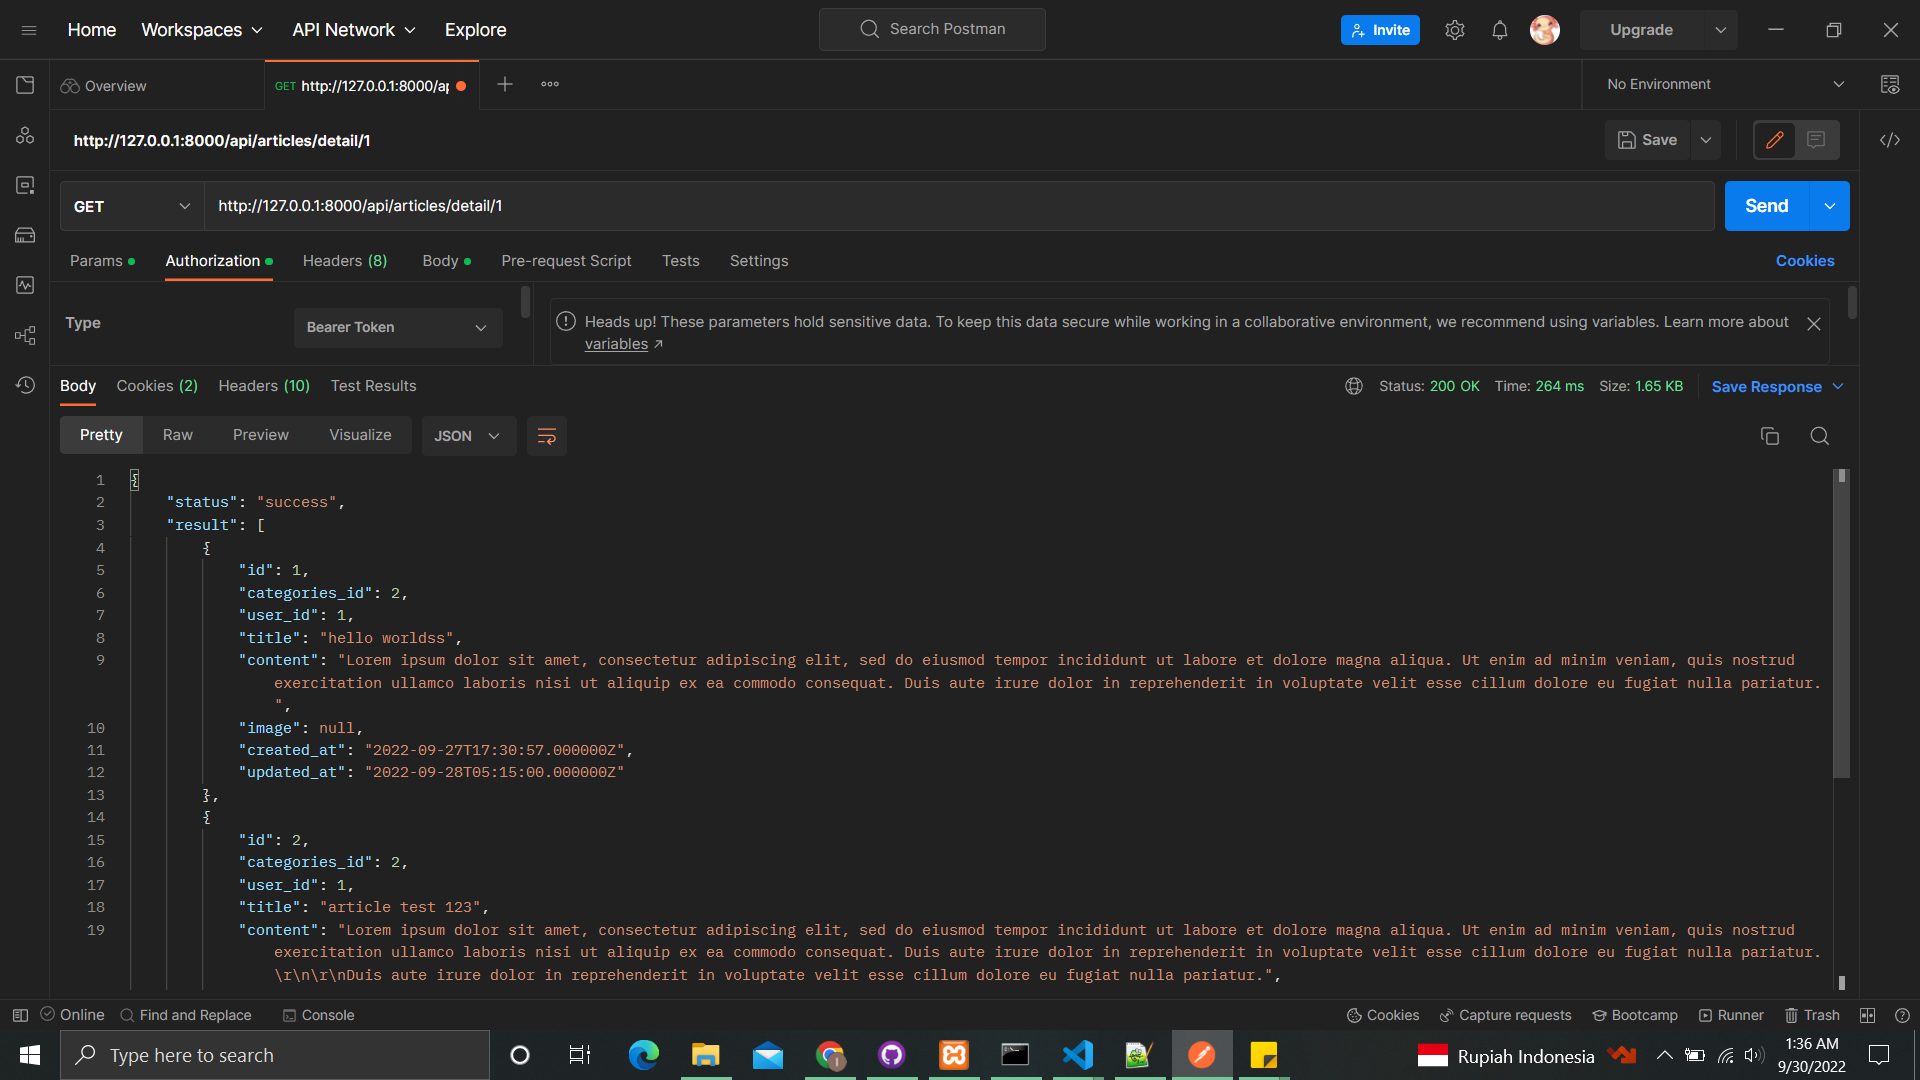 Home Workspaces API Network Explore Search Postman Invite Upgrade
Overview GET http://127.0.0.1:8000/ap No Environment
http://127.0.0.1:8000/api/articles/detail/1 Save
GET http://127.0.0.1:8000/api/articles/detail/1 Send
Params Authorization Headers (8) Body Pre-request Script Tests Settings Cookies
Type Bearer Token
Heads up! These parameters hold sensitive data. To keep this data secure while working in a collaborative environment, we recommend using variables. Learn more about
variables ↗
Body Cookies (2) Headers (10) Test Results Status: 200 OK Time: 264 ms Size: 1.65 KB Save Response
Pretty Raw Preview Visualize JSON
1 {
2 "status": "success",
3 "result": [
4 {
5 "id": 1,
6 "categories_id": 2,
7 "user_id": 1,
8 "title": "hello worldss",
9 "content": "Lorem ipsum dolor sit amet, consectetur adipiscing elit, sed do eiusmod tempor incididunt ut labore et dolore magna aliqua. Ut enim ad minim veniam, quis nostrud
exercitation ullamco laboris nisi ut aliquip ex ea commodo consequat. Duis aute irure dolor in reprehenderit in voluptate velit esse cillum dolore eu fugiat nulla pariatur.
",
10 "image": null,
11 "created_at": "2022-09-27T17:30:57.000000Z",
12 "updated_at": "2022-09-28T05:15:00.000000Z"
13 },
14 {
15 "id": 2,
16 "categories_id": 2,
17 "user_id": 1,
18 "title": "article test 123",
19 "content": "Lorem ipsum dolor sit amet, consectetur adipiscing elit, sed do eiusmod tempor incididunt ut labore et dolore magna aliqua. Ut enim ad minim veniam, quis nostrud
exercitation ullamco laboris nisi ut aliquip ex ea commodo consequat. Duis aute irure dolor in reprehenderit in voluptate velit esse cillum dolore eu fugiat nulla pariatur.
\r\n\r\nDuis aute irure dolor in reprehenderit in voluptate velit esse cillum dolore eu fugiat nulla pariatur.",
Online Find and Replace Console Cookies Capture requests Bootcamp Runner Trash
Type here to search Rupiah Indonesia 1:36 AM
9/30/2022